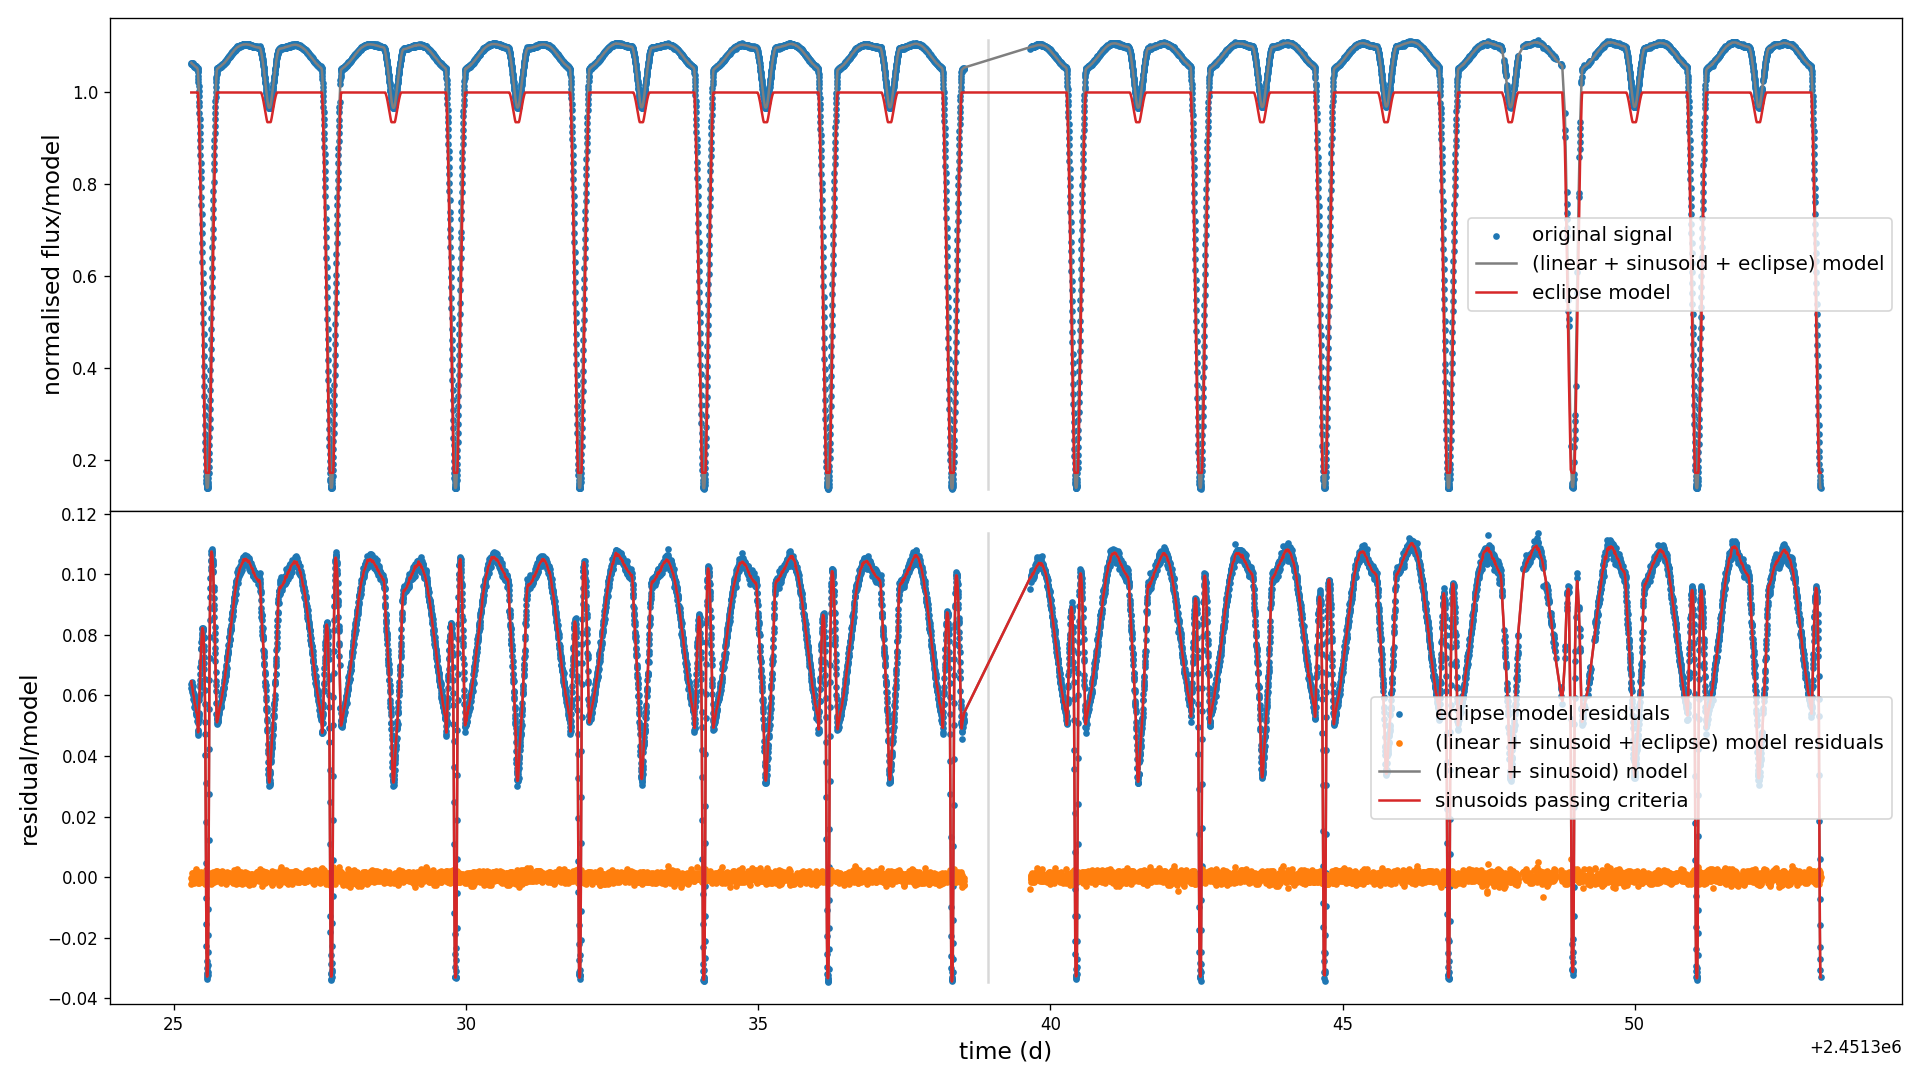 normalised flux/model
1.0
0.8
0.6
0.4
0.2
original signal
(linear + sinusoid + eclipse) model
eclipse model
residual/model
0.12
0.10
0.08
0.06
0.04
0.02
0.00
−0.02
−0.04
eclipse model residuals
(linear + sinusoid + eclipse) model residuals
(linear + sinusoid) model
sinusoids passing criteria
25
30
35
40
45
50
time (d)
+2.4513e6